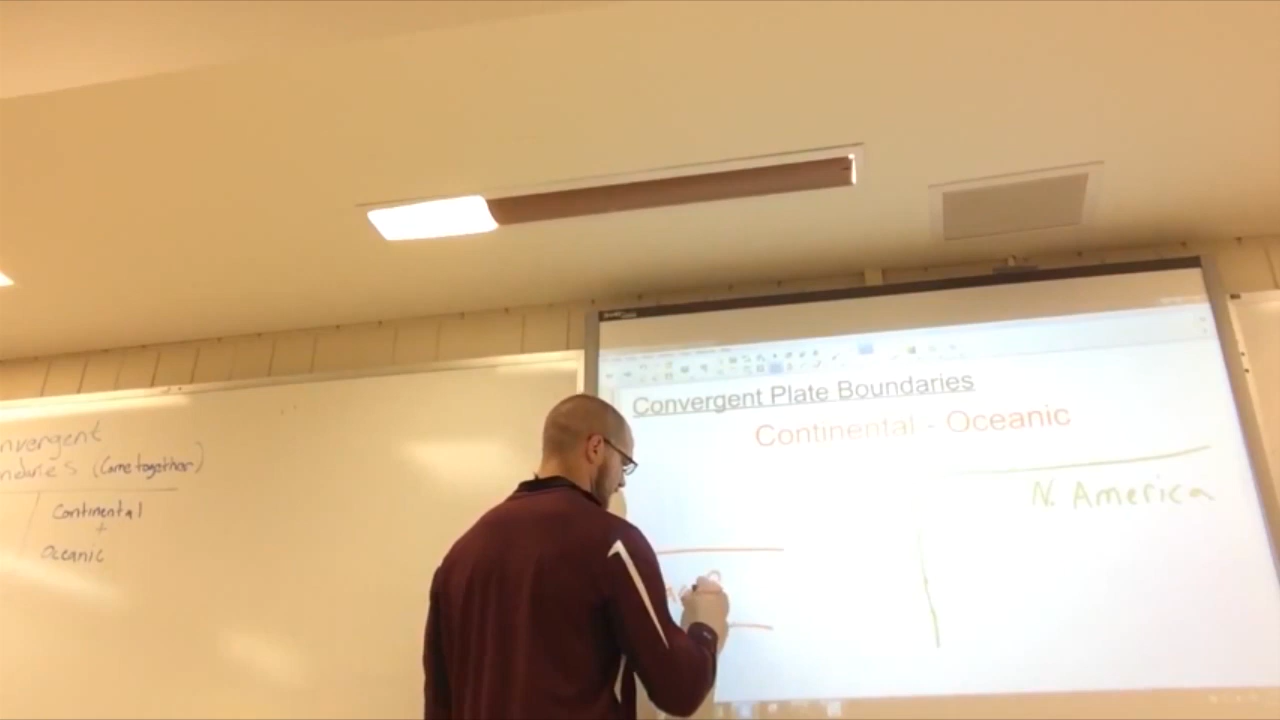 nvergent
ndaries (Come together)
Continental
+
Oceanic
Convergent Plate Boundaries
Continental - Oceanic
N. America